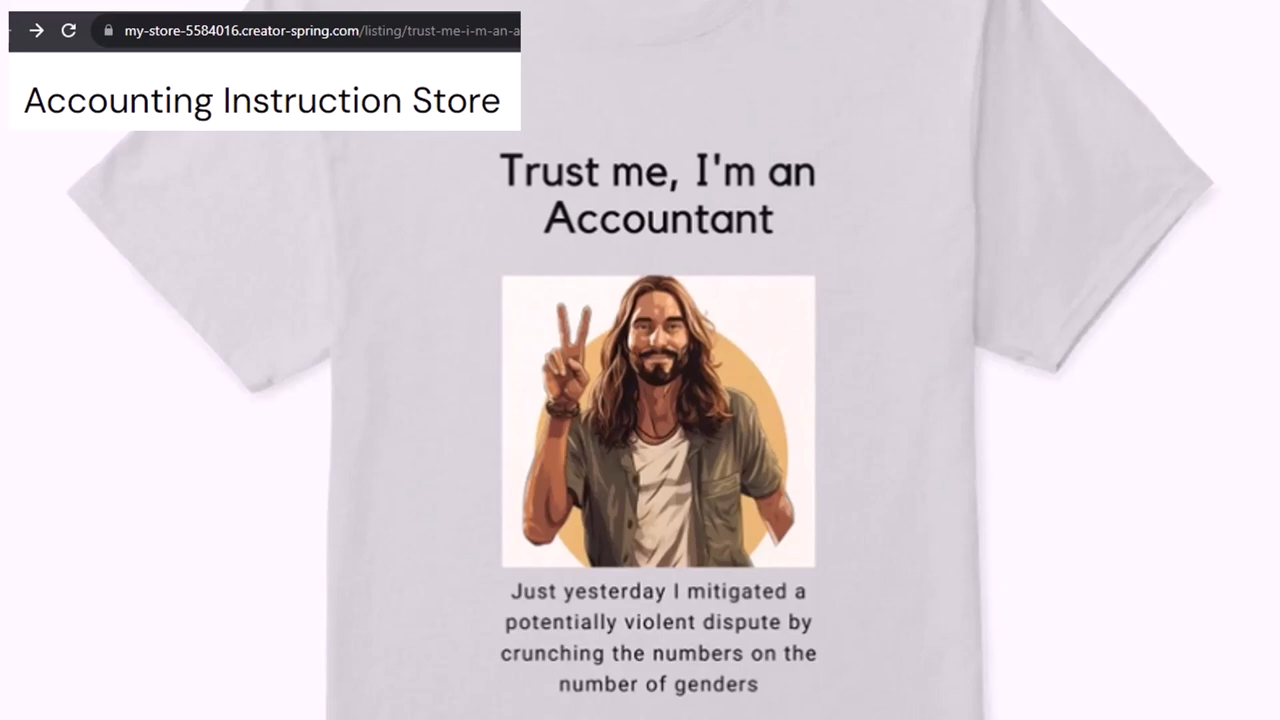 my-store-5584016.creator-spring.com/listing/trust-me-i-m-an-a
Accounting Instruction Store
Trust me, I'm an
Accountant
Just yesterday I mitigated a
potentially violent dispute by
crunching the numbers on the
number of genders